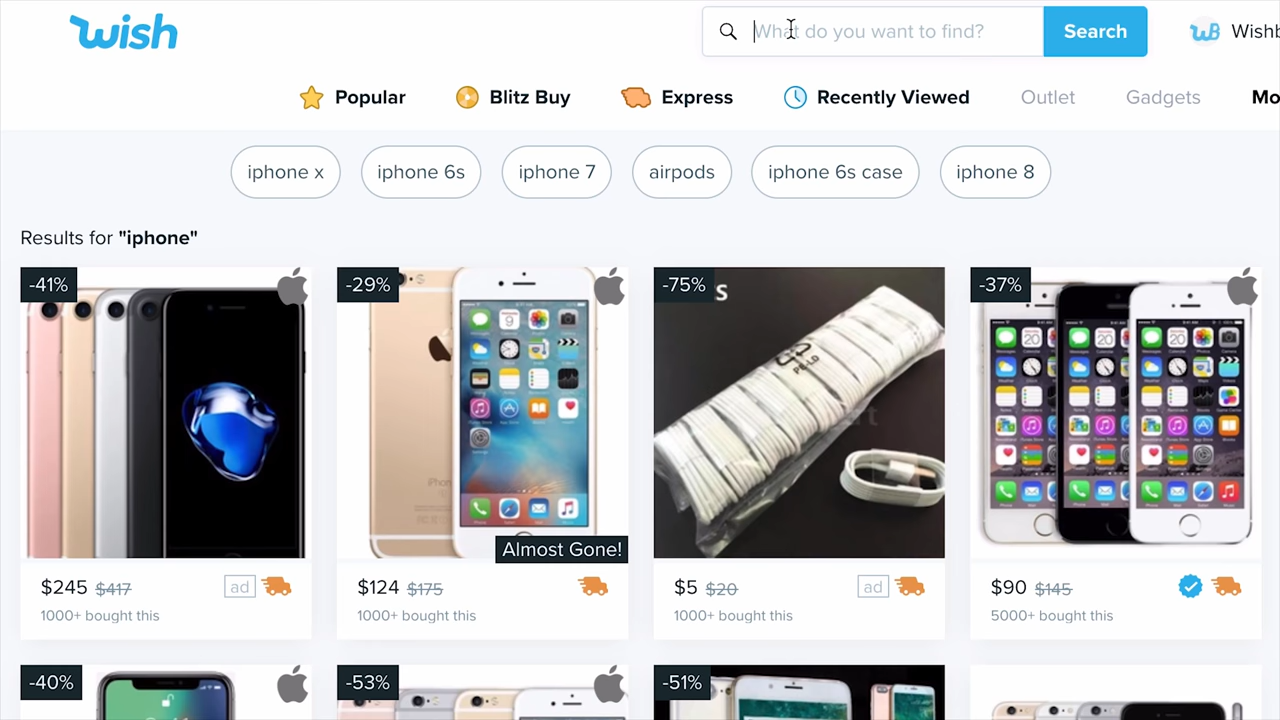 wish
What do you want to find?
Search
Wishb
Popular
Blitz Buy
Express
Recently Viewed
Outlet
Gadgets
Mo
iphone x
iphone 6s
iphone 7
airpods
iphone 6s case
iphone 8
Results for "iphone"
-41%
-29%
-75%
s
-37%
Almost Gone!
$245 $417
ad
1000+ bought this
$124 $175
1000+ bought this
$5 $20
ad
1000+ bought this
$90 $145
5000+ bought this
-40%
-53%
-51%